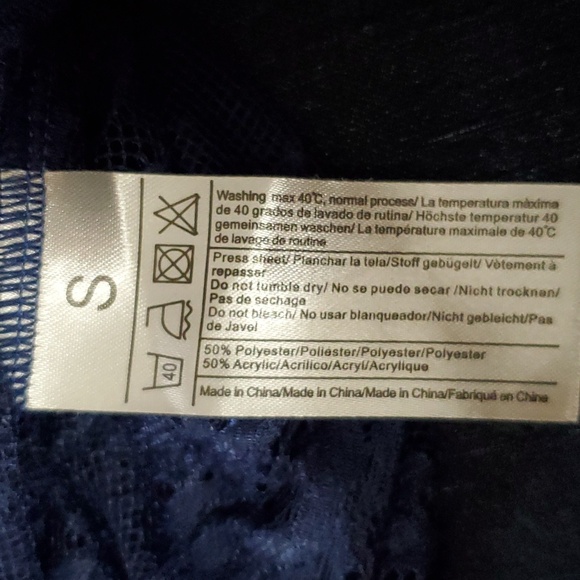 S
40
Washing max 40℃, normal process/ La temperatura màxima
de 40 grados de lavado de rutina/ Höchste temperatur 40
gemeinsamen waschen/ La température maximale de 40℃
de lavage de routine
Press sheet/ Planchar la tela/Stoff gebügelt/ Vètement à
repasser
Do not tumble dry/ No se puede secar /Nicht trocknen/
Pas de sechage
Do not bleach/ No usar blanqueador/Nicht gebleicht/Pas
de Javel
50% Polyester/Poliester/Polyester/Polyester
50% Acrylic/Acrilico/Acryl/Acrylique
Made in China/Made in China/Made in China/Fabriqué en Chine